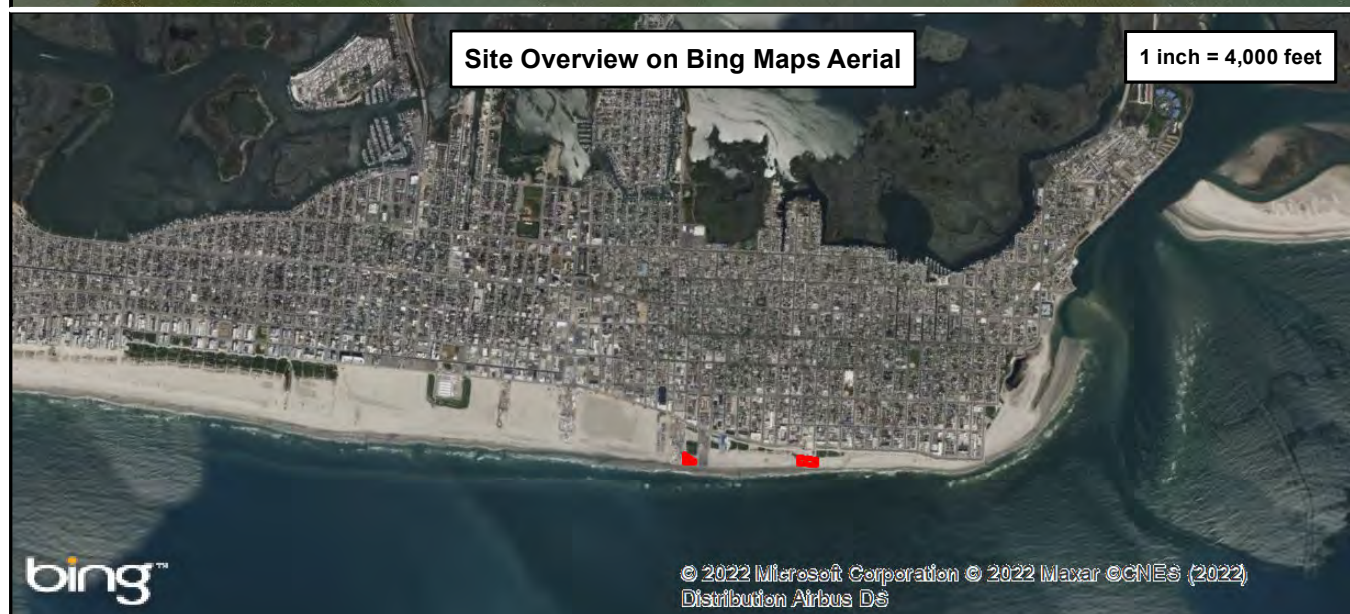 Site Overview on Bing Maps Aerial
1 inch = 4,000 feet
bing™
© 2022 Microsoft Corporation © 2022 Maxar ©CNES (2022)
Distribution Airbus DS